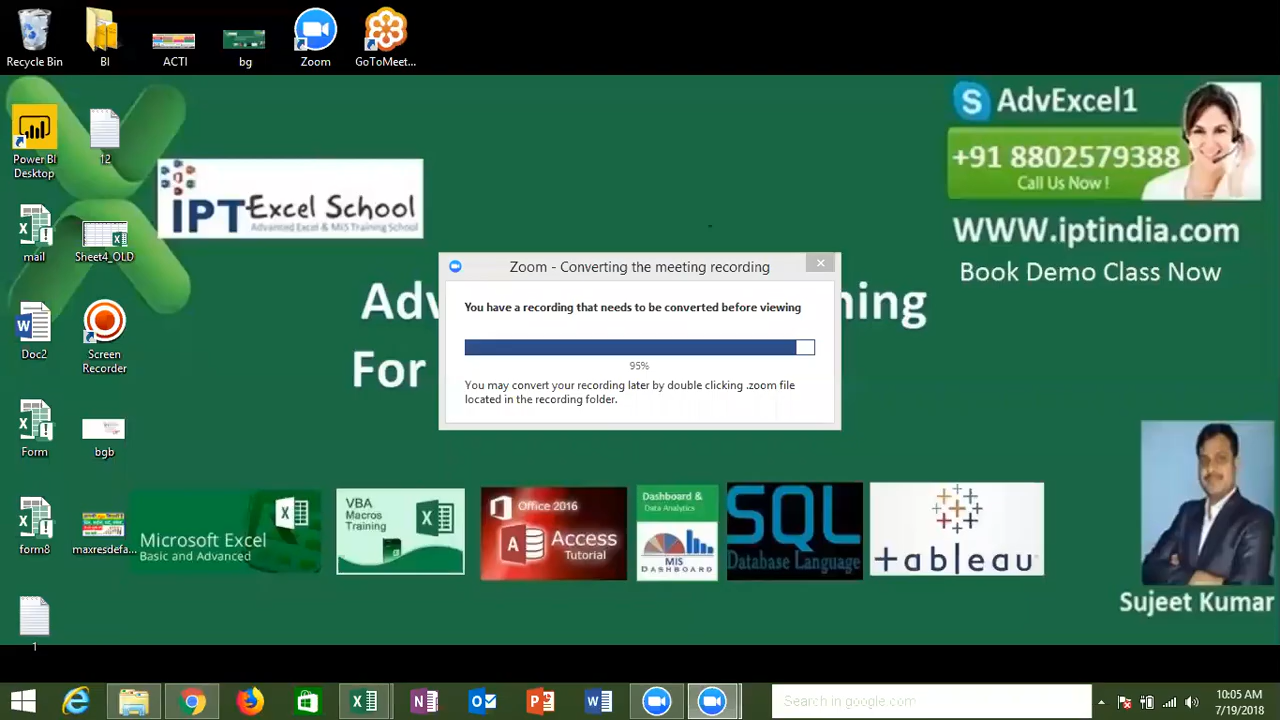 Recycle Bin
BI
ACTI
bg
Zoom
GoToMeet...
Power BI
Desktop
12
mail
Sheet4_OLD
Doc2
Screen
Recorder
Form
bgb
form8
maxresdefa...
1
IPT Excel School
Advanced Excel & MIS Training School
AdvExcel1
+91 8802579388
Call Us Now !
WWW.iptindia.com
Book Demo Class Now
Zoom - Converting the meeting recording
You have a recording that needs to be converted before viewing
95%
You may convert your recording later by double clicking .zoom file
located in the recording folder.
For
Microsoft Excel
Basic and Advanced
VBA
Macros
Training
Office 2016
Access
Tutorial
Dashboard &
Data Analytics
MIS
DASHBOARD
SQL
Database Language
+ableau
Sujeet Kumar
Search in google.com
10:05 AM
7/19/2018